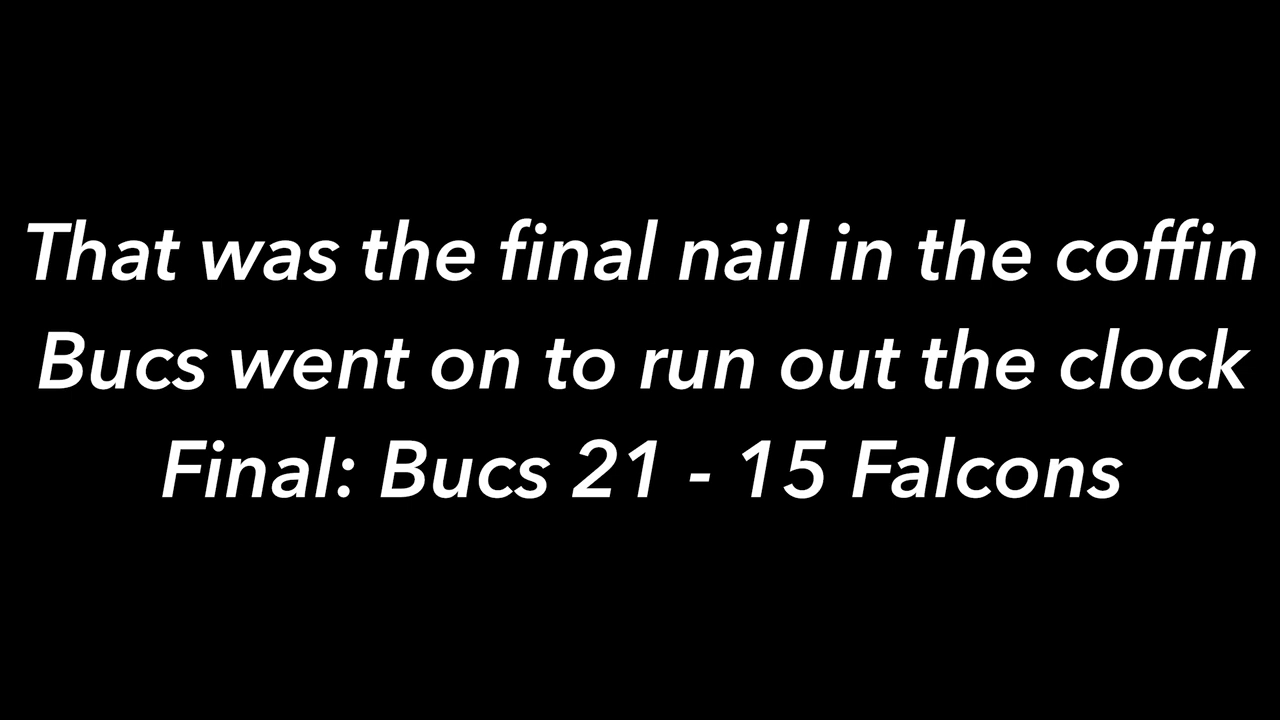 That was the final nail in the coffin
Bucs went on to run out the clock
Final: Bucs 21 - 15 Falcons